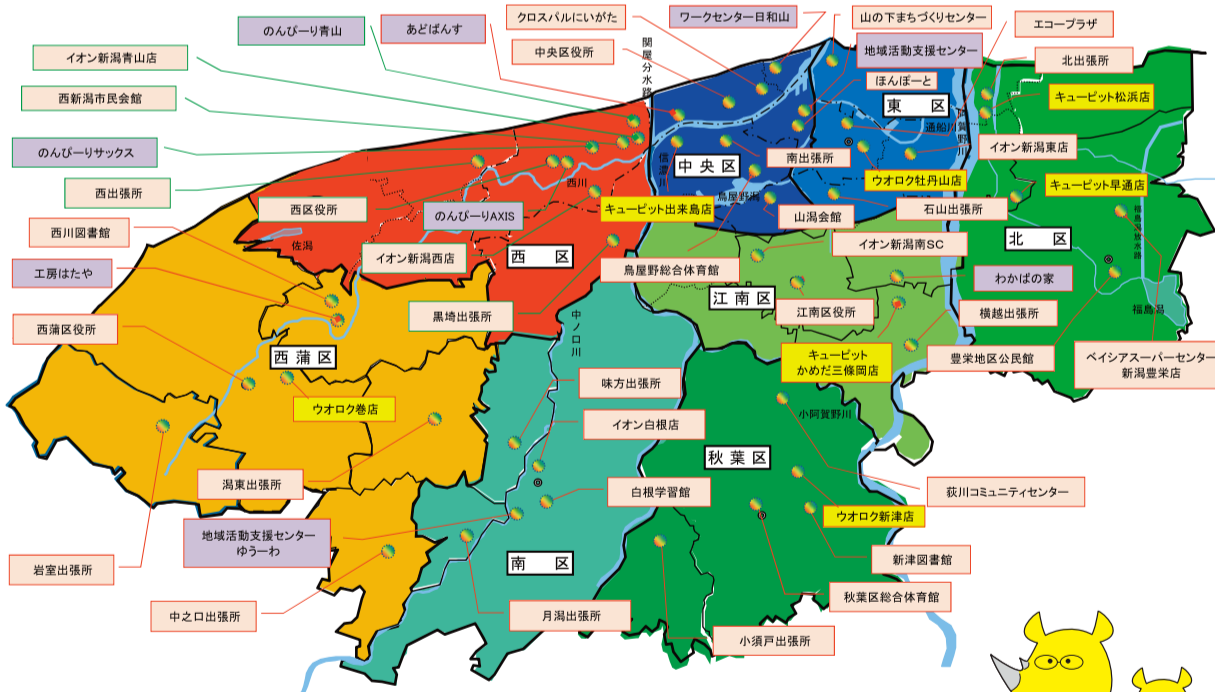 クロスパルにいがた
ワークセンター日和山
山の下まちづくりセンター
エコープラザ
のんぴーり青山
あどばんす
中央区役所
関屋分水路
地域活動支援センター
北出張所
イオン新潟青山店
ほんぽーと
キューピット松浜店
西新潟市民会館
東 区
通船川
阿賀野川
イオン新潟東店
のんぴーりサックス
中央区
信濃川
南出張所
ウオロク牡丹山店
キューピット早通店
西出張所
西川
鳥屋野潟
西区役所
のんぴーりAXIS
キューピット出来島店
山潟会館
石山出張所
福島潟放水路
西川図書館
佐潟
イオン新潟西店
西 区
鳥屋野総合体育館
イオン新潟南SC
北 区
工房はたや
江南区
わかばの家
西蒲区役所
黒埼出張所
中ノ口川
江南区役所
横越出張所
福島潟
西蒲区
キューピット
かめだ三條岡店
豊栄地区公民館
ベイシアスーパーセンター
新潟豊栄店
ウオロク巻店
味方出張所
小阿賀野川
イオン白根店
秋葉区
潟東出張所
白根学習館
荻川コミュニティセンター
地域活動支援センター
ゆうーわ
ウオロク新津店
岩室出張所
南 区
新津図書館
中之口出張所
月潟出張所
秋葉区総合体育館
小須戸出張所